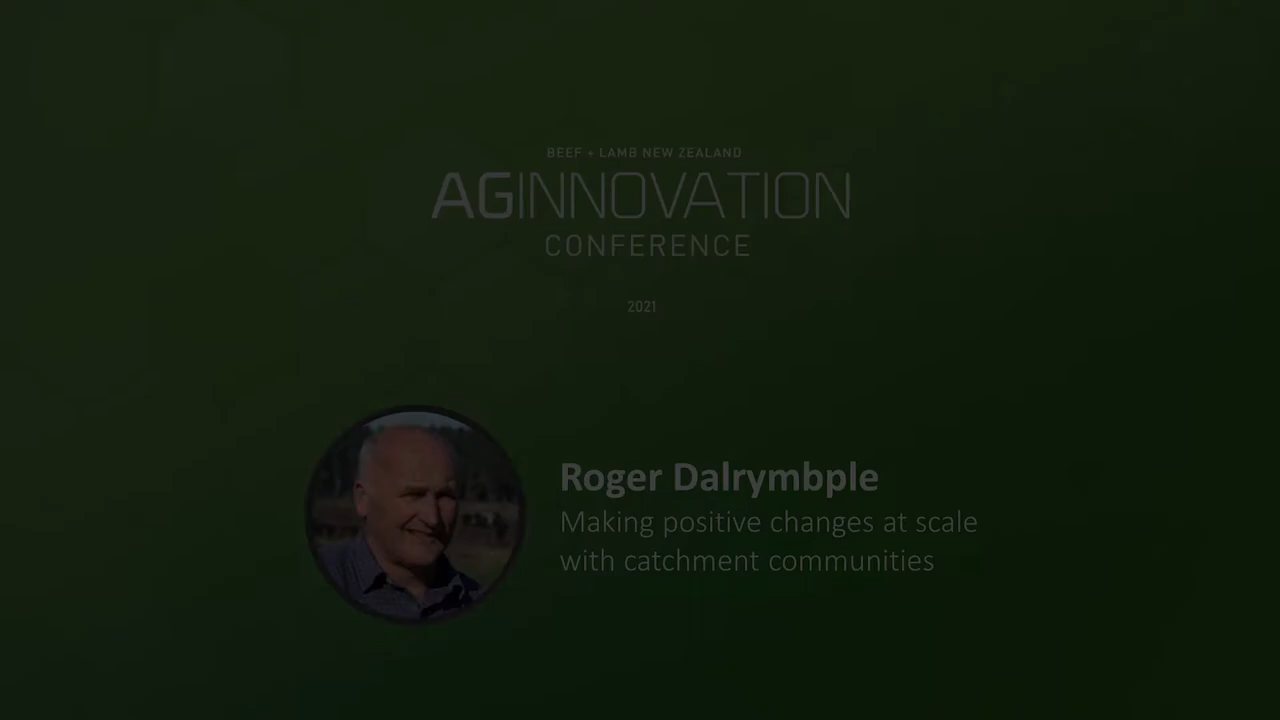 BEEF + LAMB NEW ZEALAND
AGINNOVATION
CONFERENCE
2021
Roger Dalrymbple
Making positive changes at scale
with catchment communities